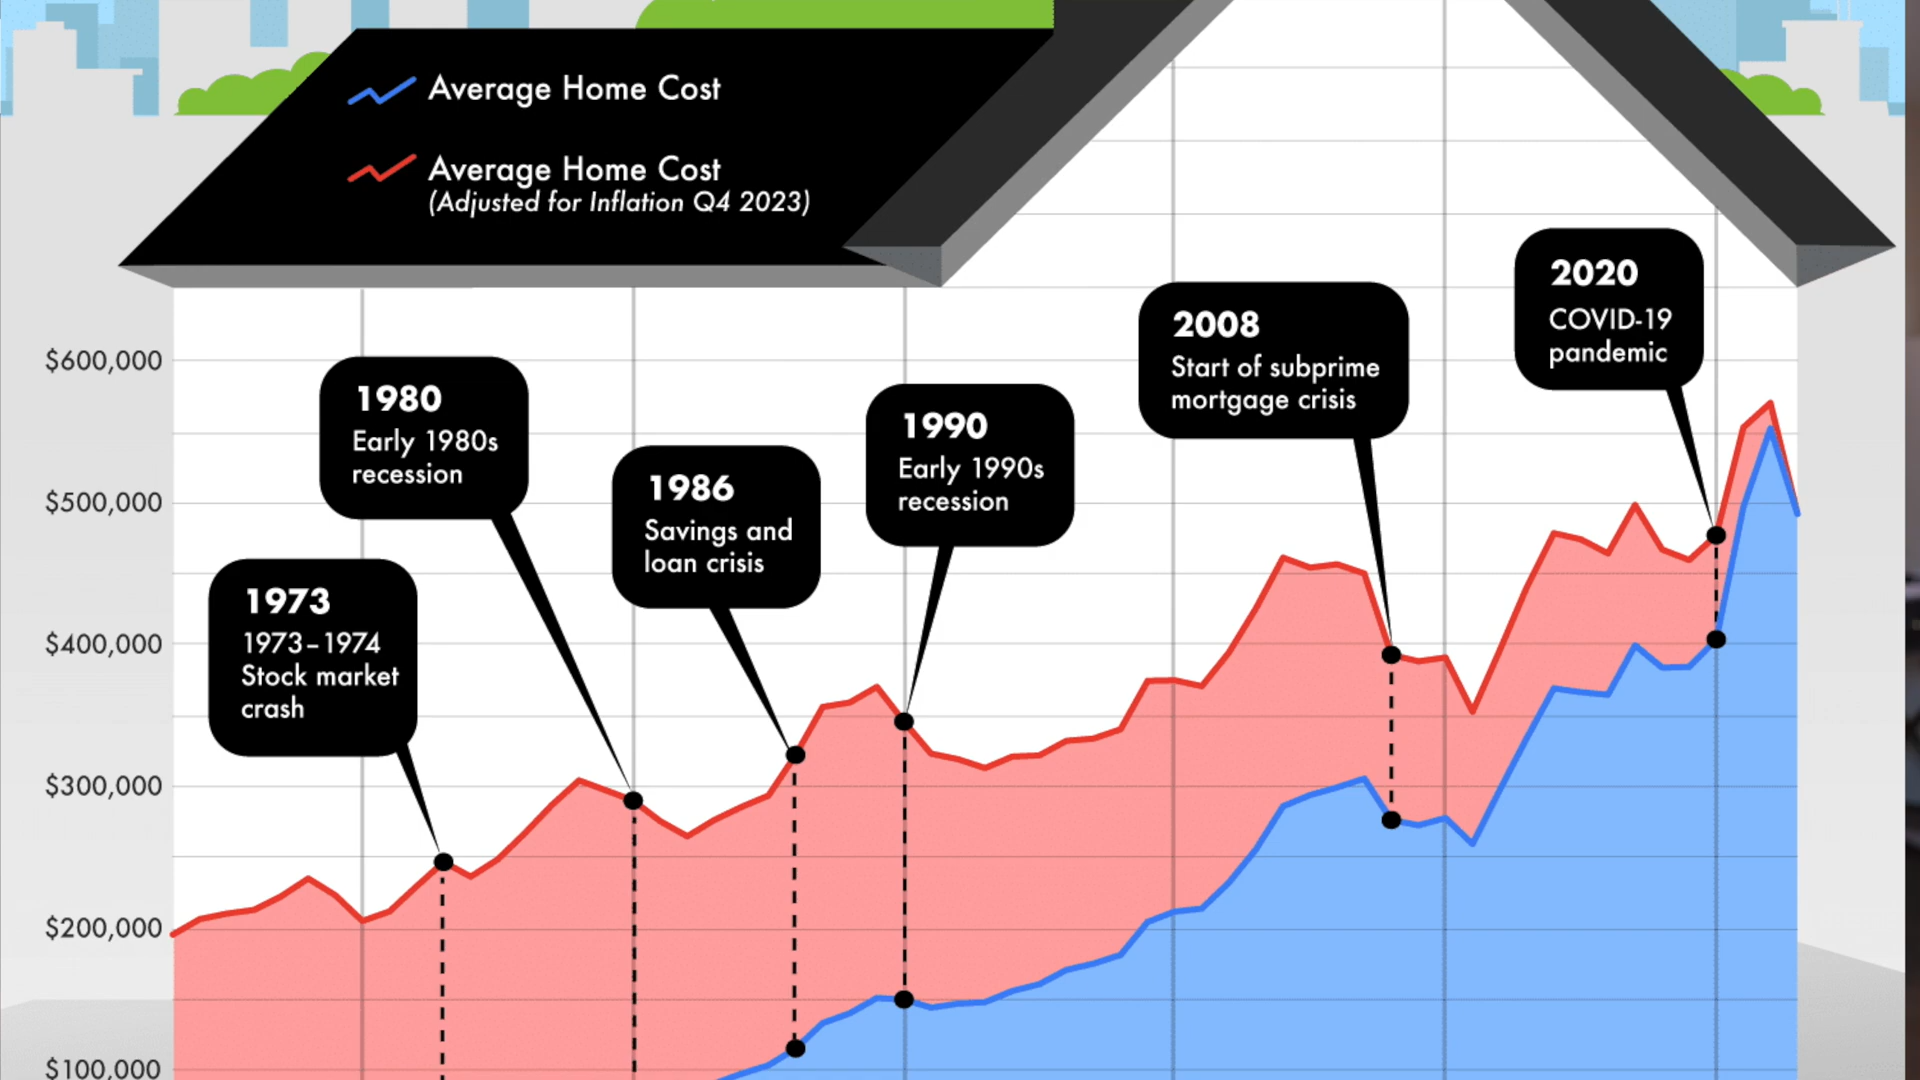 Average Home Cost
Average Home Cost
(Adjusted for Inflation Q4 2023)
$600,000
$500,000
$400,000
$300,000
$200,000
$100,000
1973
1973–1974
Stock market
crash
1980
Early 1980s
recession
1986
Savings and
loan crisis
1990
Early 1990s
recession
2008
Start of subprime
mortgage crisis
2020
COVID-19
pandemic